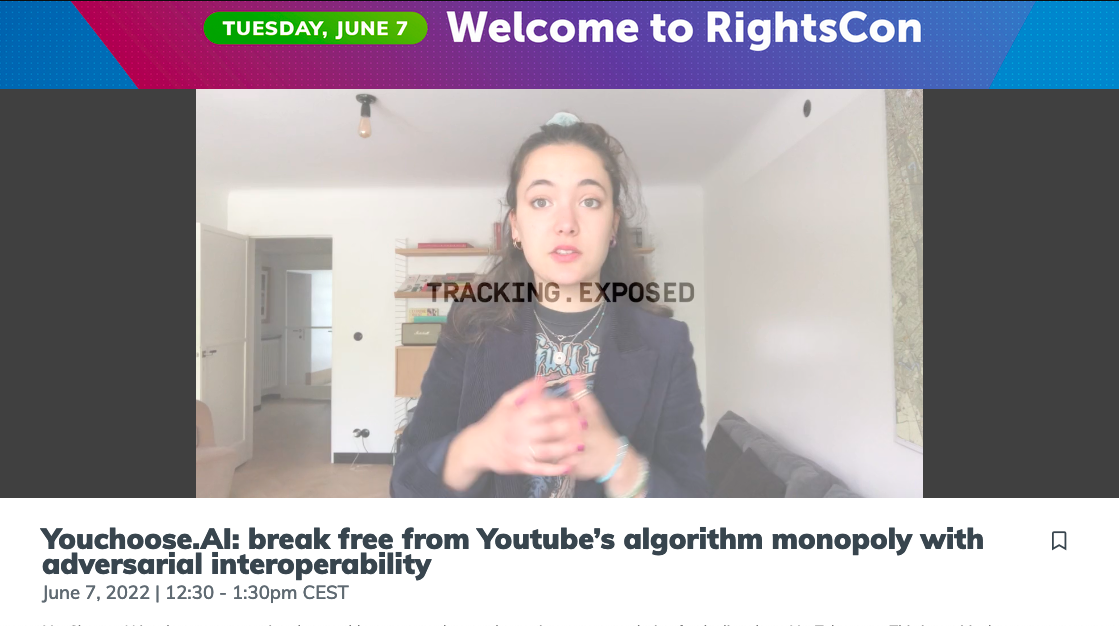 TUESDAY, JUNE 7 Welcome to RightsCon
TRACKING.EXPOSED
Youchoose.AI: break free from Youtube's algorithm monopoly with
adversarial interoperability
June 7, 2022 | 12:30 - 1:30pm CEST